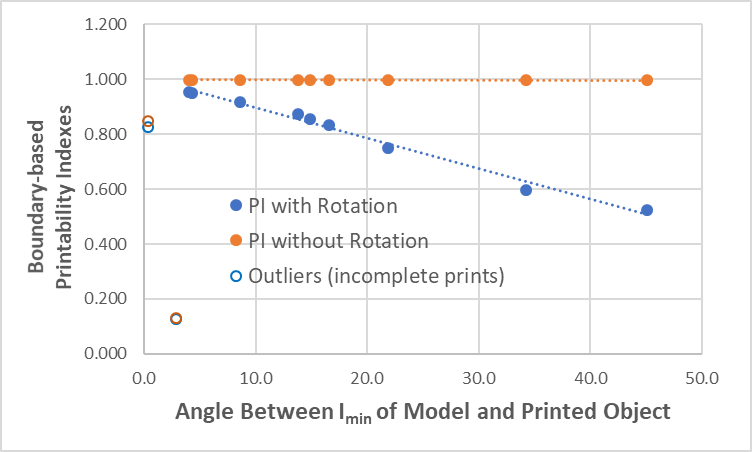 1.200
1.000
0.800
0.600
0.400
0.200
0.000
Boundary-based
Printability Indexes
PI with Rotation
PI without Rotation
Outliers (incomplete prints)
0.0 10.0 20.0 30.0 40.0 50.0
Angle Between Imin of Model and Printed Object